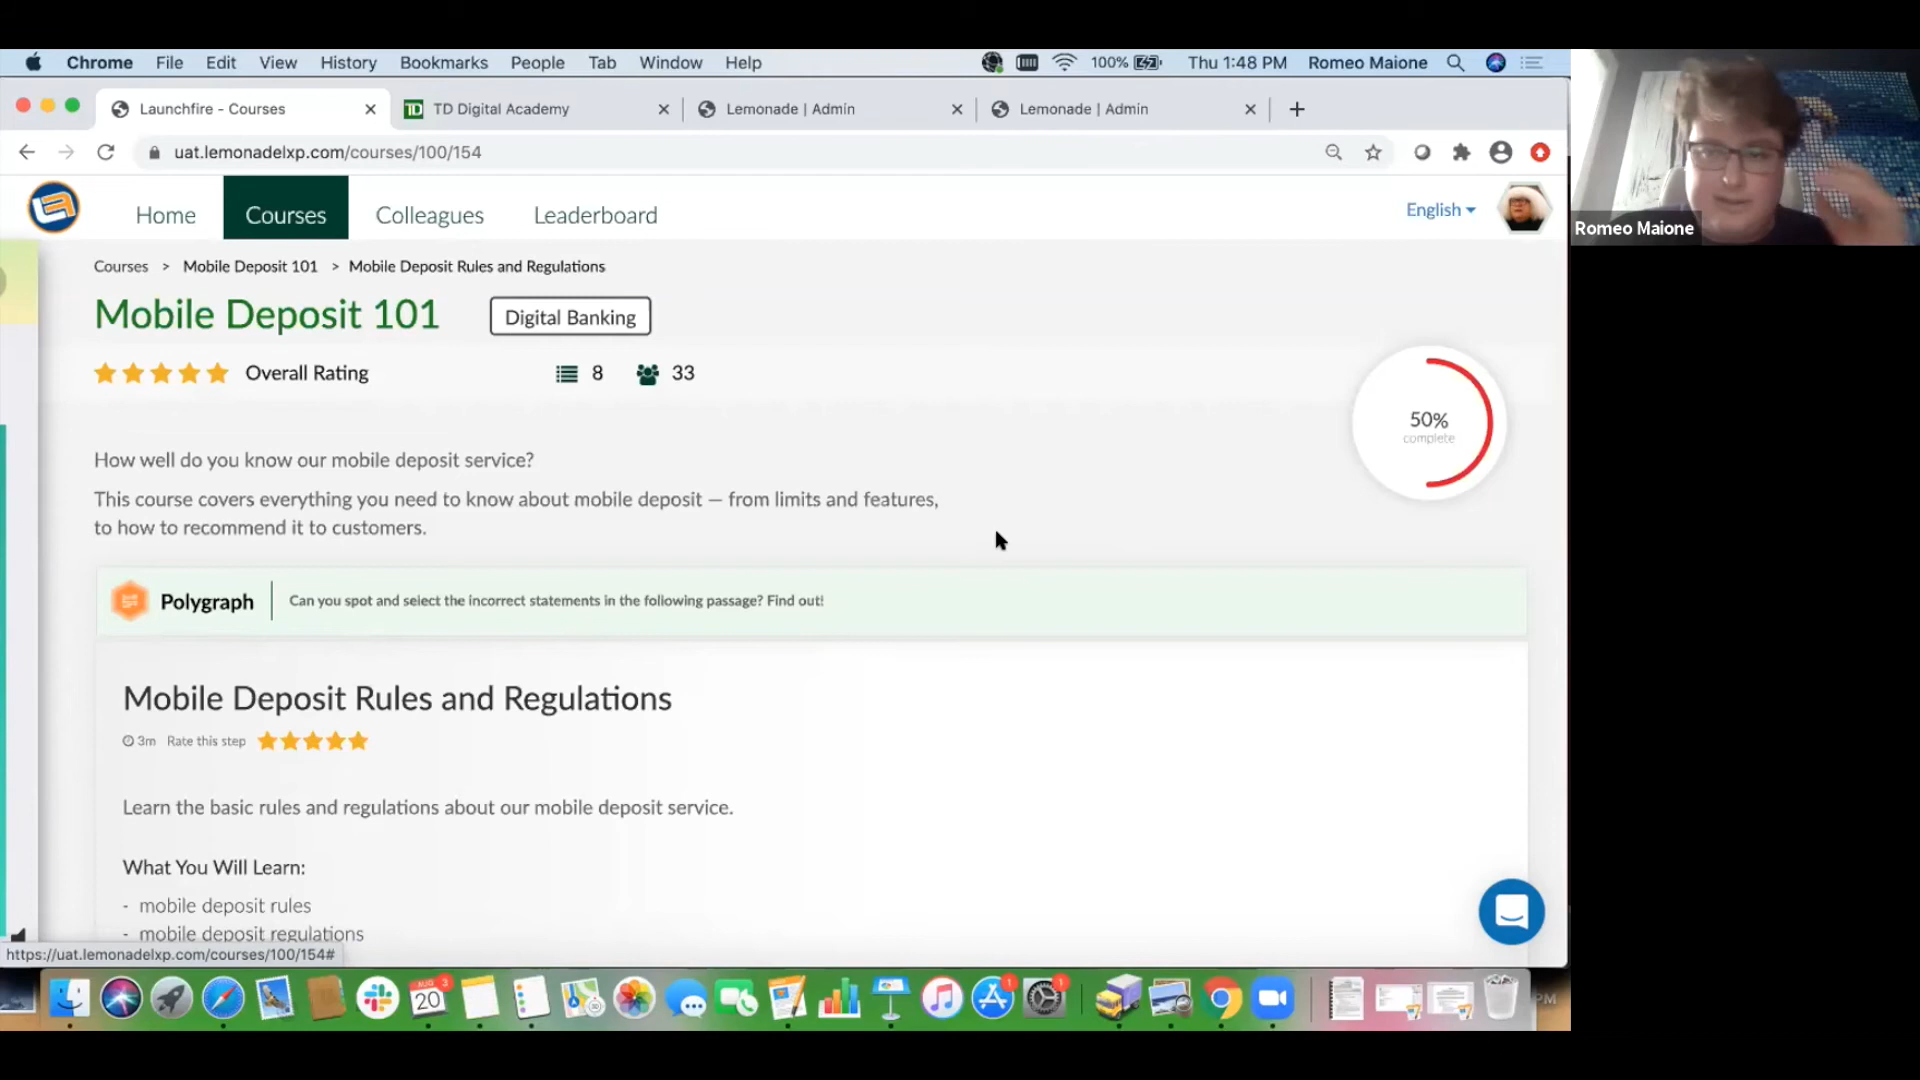 Chrome File Edit View History Bookmarks People Tab Window Help 100% Thu 1:48 PM Romeo Maione
Launchfire - Courses TD TD Digital Academy Lemonade | Admin Lemonade | Admin
uat.lemonadelxp.com/courses/100/154
Home Courses Colleagues Leaderboard English
Romeo Maione
Courses > Mobile Deposit 101 > Mobile Deposit Rules and Regulations
Mobile Deposit 101 Digital Banking
Overall Rating 8 33
50%
complete
How well do you know our mobile deposit service?
This course covers everything you need to know about mobile deposit — from limits and features,
to how to recommend it to customers.
Polygraph Can you spot and select the incorrect statements in the following passage? Find out!
Mobile Deposit Rules and Regulations
3m Rate this step
Learn the basic rules and regulations about our mobile deposit service.
What You Will Learn:
- mobile deposit rules
- mobile deposit regulations
https://uat.lemonadelxp.com/courses/100/154#
AUG 3
20
1
1
PM